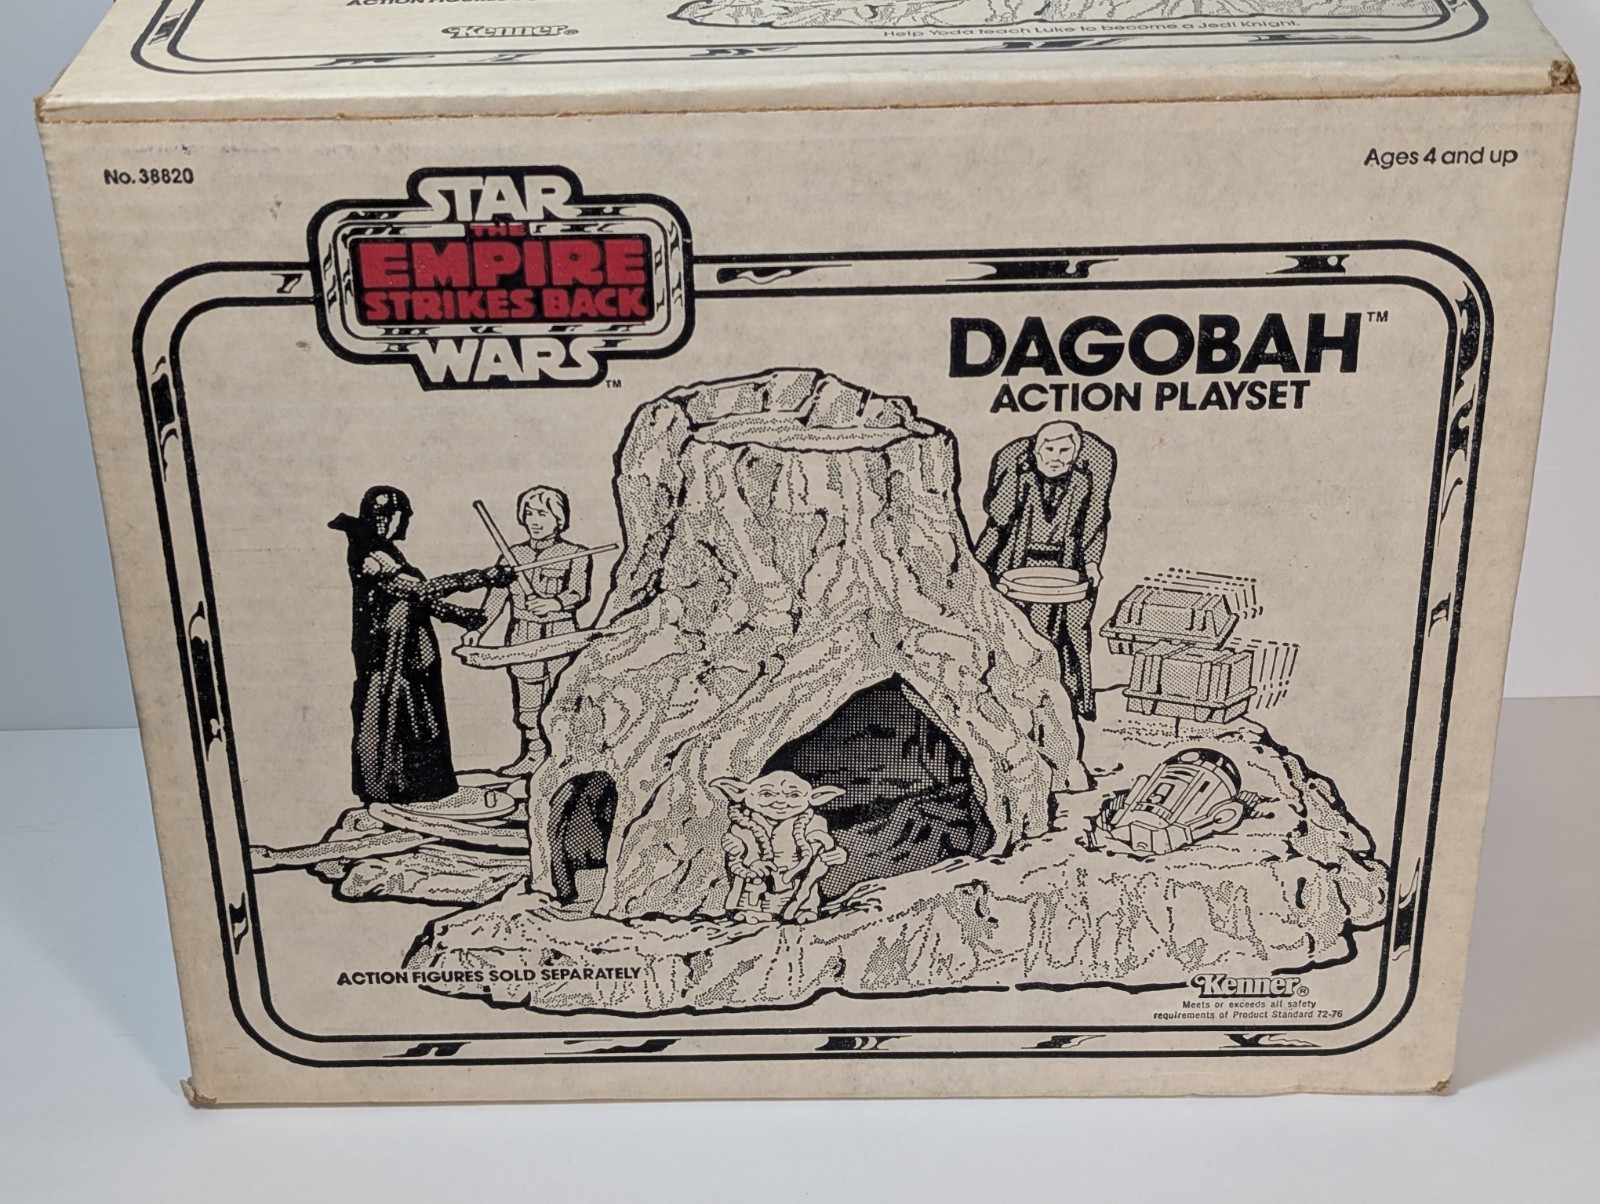 Kenner®
Help Yoda teach Luke to become a Jedi Knight.
No. 38820
Ages 4 and up
STAR
THE
EMPIRE
STRIKES BACK
WARS™
DAGOBAH™
ACTION PLAYSET
ACTION FIGURES SOLD SEPARATELY
Kenner®
Meets or exceeds all safety
requirements of Product Standard 72-76